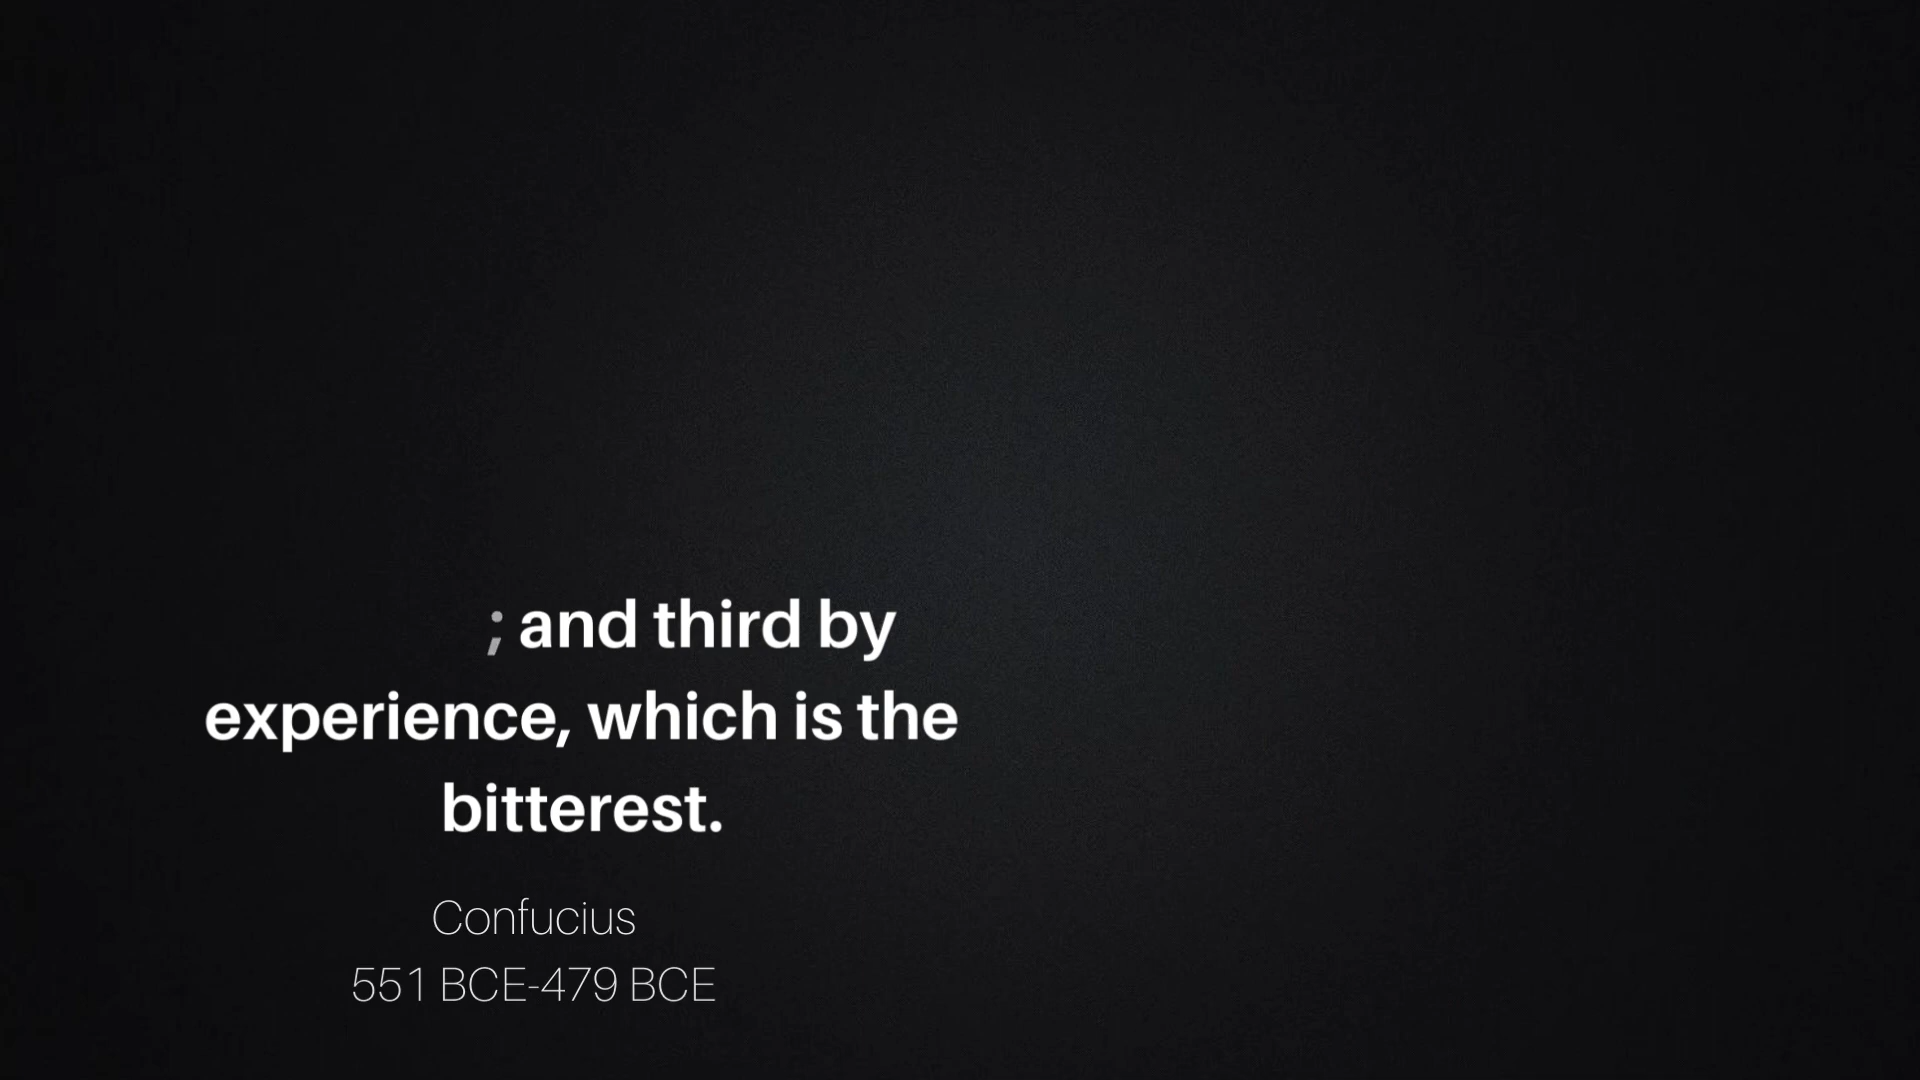 ; and third by
experience, which is the
bitterest.
Confucius
551 BCE-479 BCE